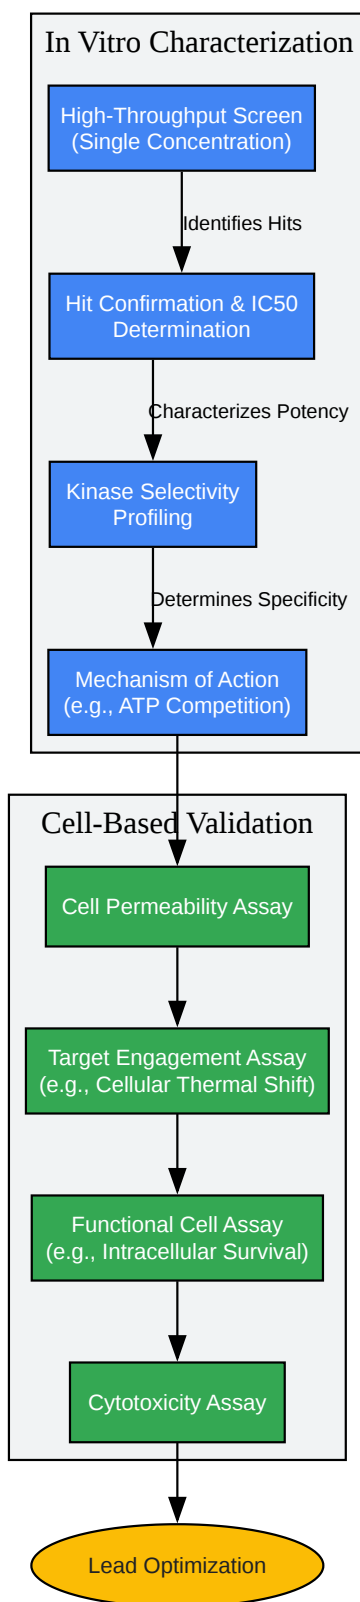 In Vitro Characterization
High-Throughput Screen
(Single Concentration)
Identifies Hits
Hit Confirmation & IC50
Determination
Characterizes Potency
Kinase Selectivity
Profiling
Determines Specificity
Mechanism of Action
(e.g., ATP Competition)
Cell-Based Validation
Cell Permeability Assay
Target Engagement Assay
(e.g., Cellular Thermal Shift)
Functional Cell Assay
(e.g., Intracellular Survival)
Cytotoxicity Assay
Lead Optimization